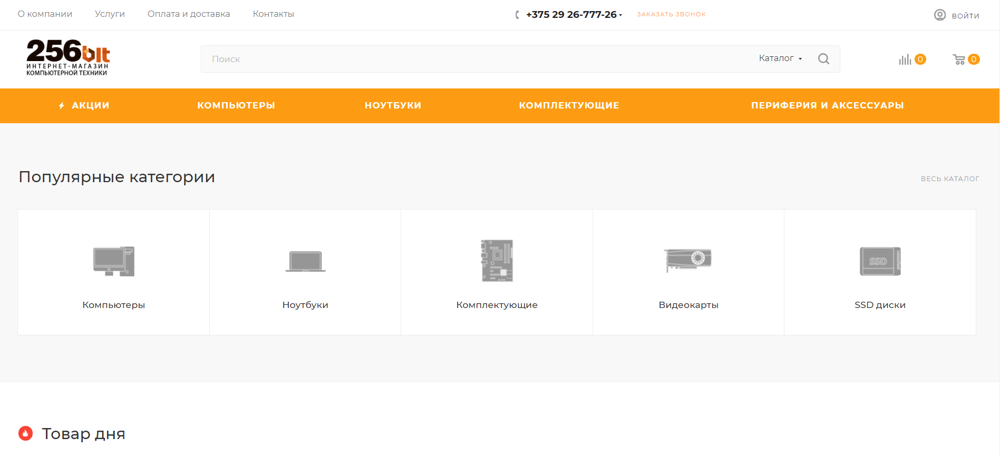 О компании Услуги Оплата и доставка Контакты +375 29 26-777-26 ЗАКАЗАТЬ ЗВОНОК ВОЙТИ
256bit
ИНТЕРНЕТ-МАГАЗИН
КОМПЬЮТЕРНОЙ ТЕХНИКИ
Поиск Каталог 0 0
АКЦИИ КОМПЬЮТЕРЫ НОУТБУКИ КОМПЛЕКТУЮЩИЕ ПЕРИФЕРИЯ И АКСЕССУАРЫ
Популярные категории ВЕСЬ КАТАЛОГ
SSD
Компьютеры Ноутбуки Комплектующие Видеокарты SSD диски
Товар дня